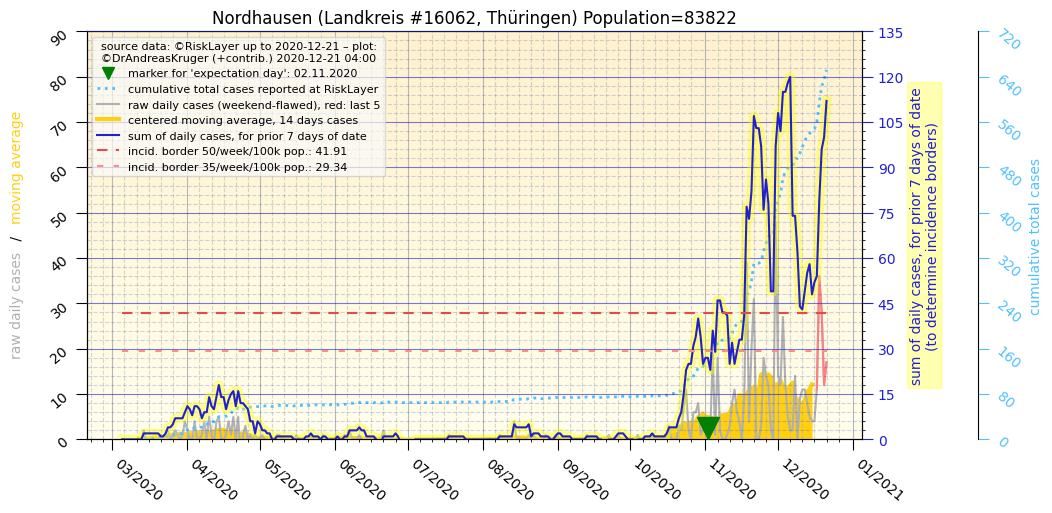 Nordhausen (Landkreis #16062, Thüringen) Population=83822
source data: ©RiskLayer up to 2020-12-21 – plot:
©DrAndreasKruger (+contrib.) 2020-12-21 04:00
marker for 'expectation day': 02.11.2020
cumulative total cases reported at RiskLayer
raw daily cases (weekend-flawed), red: last 5
centered moving average, 14 days cases
sum of daily cases, for prior 7 days of date
incid. border 50/week/100k pop.: 41.91
incid. border 35/week/100k pop.: 29.34
raw daily cases / moving average
90
80
70
60
50
40
30
20
10
0
03/2020
04/2020
05/2020
06/2020
07/2020
08/2020
09/2020
10/2020
11/2020
12/2020
01/2021
135
120
105
90
75
60
45
30
15
0
sum of daily cases, for prior 7 days of date
(to determine incidence borders)
720
640
560
480
400
320
240
160
80
0
cumulative total cases